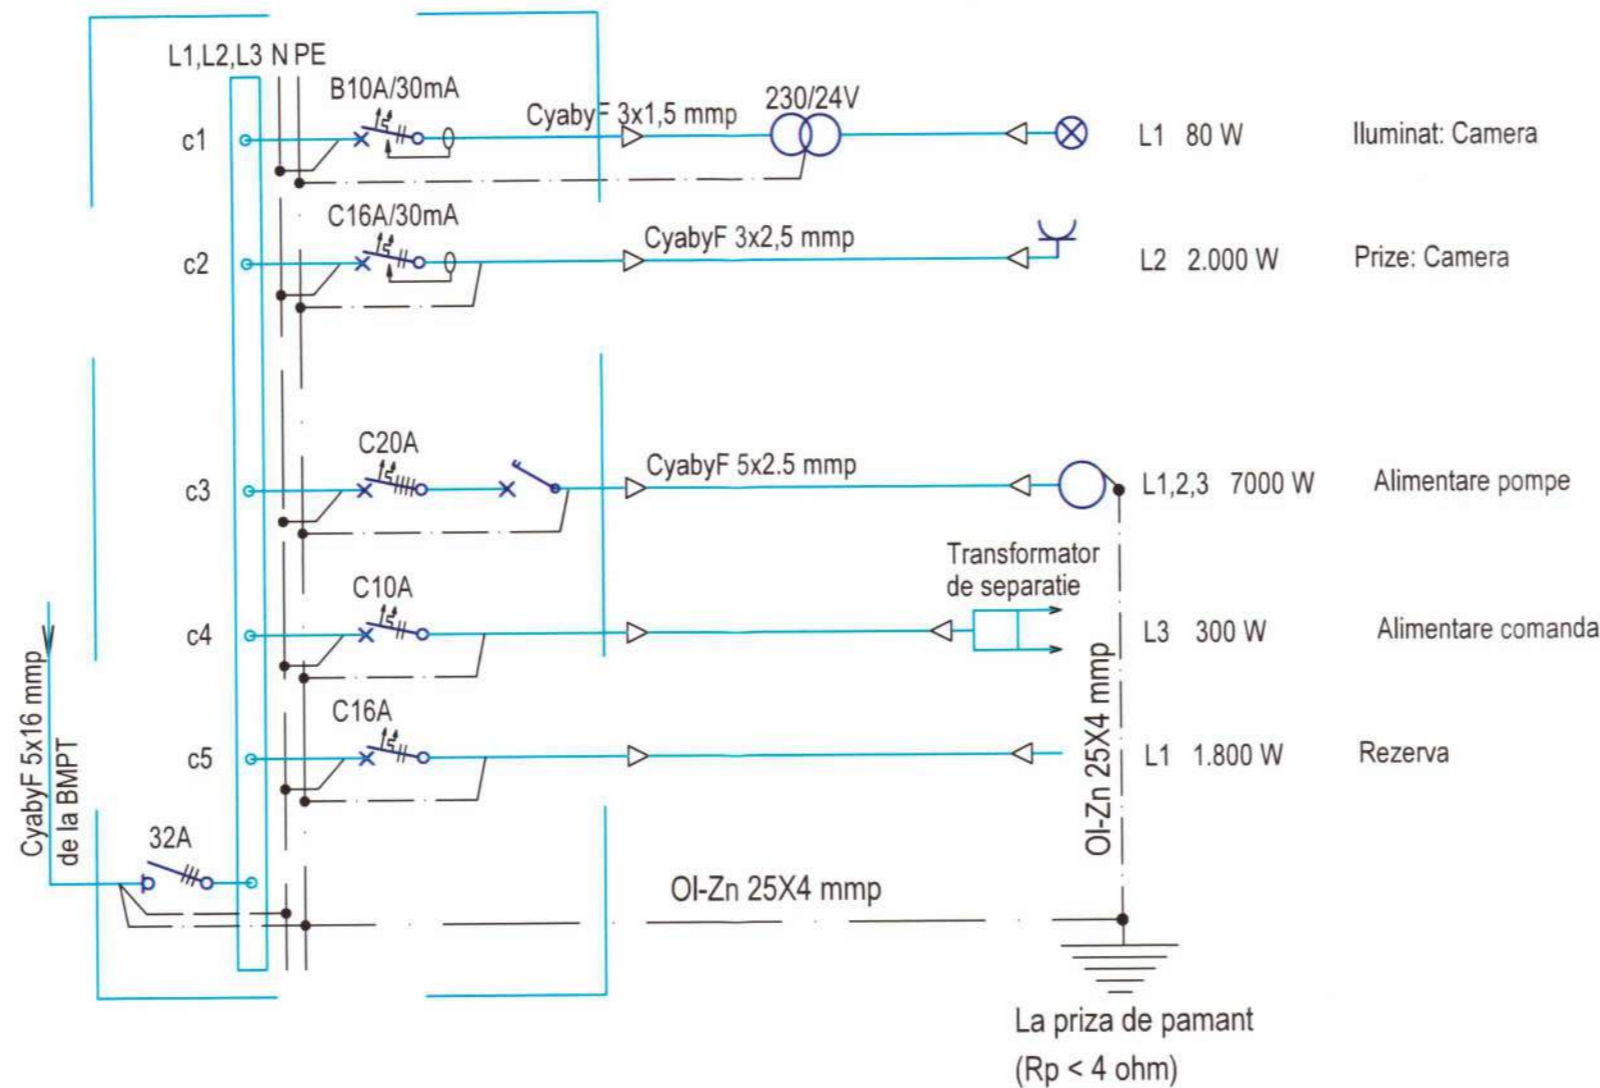 L1,L2,L3 N PE
B10A/30mA
CyabyF 3x1,5 mmp
230/24V
c1
L1 80 W
Iluminat: Camera
C16A/30mA
CyabyF 3x2,5 mmp
c2
L2 2.000 W
Prize: Camera
C20A
CyabyF 5x2.5 mmp
c3
L1,2,3 7000 W
Alimentare pompe
Transformator
de separatie
C10A
c4
L3 300 W
Alimentare comanda
C16A
c5
L1 1.800 W
Rezerva
CyabyF 5x16 mmp
de la BMPT
32A
Ol-Zn 25X4 mmp
Ol-Zn 25X4 mmp
La priza de pamant
(Rp < 4 ohm)